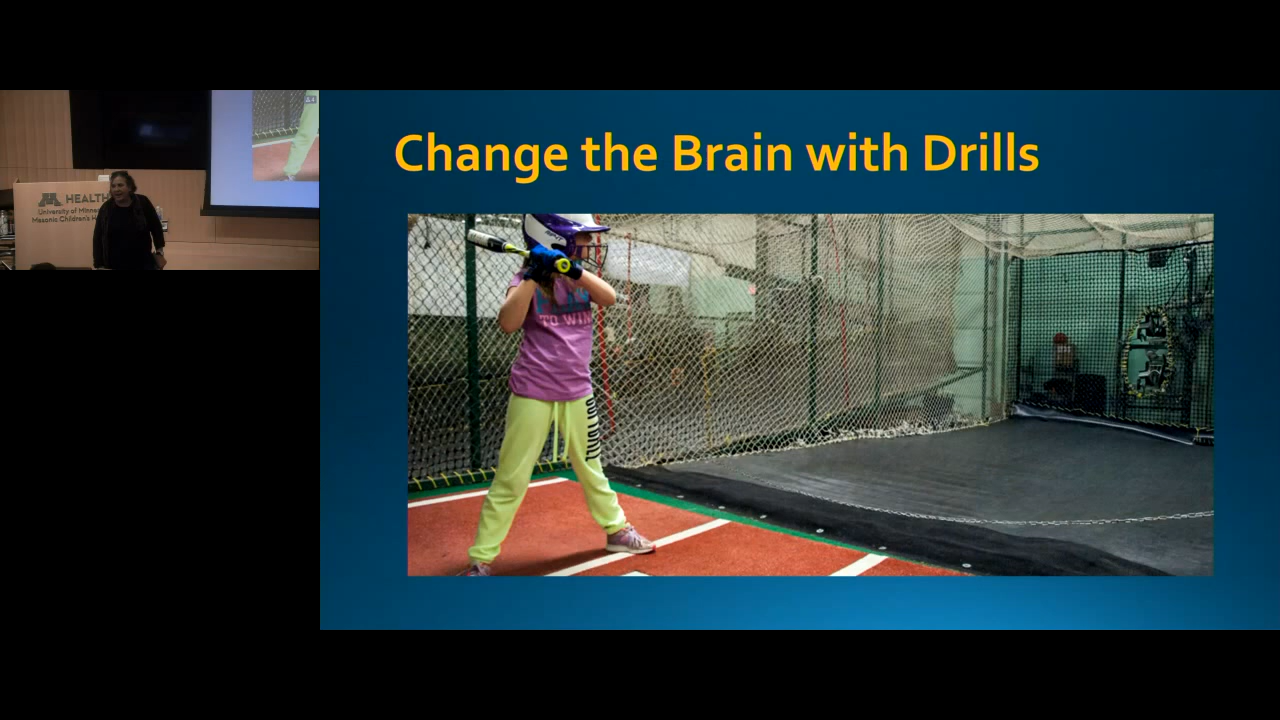 Change the Brain with Drills
HEALTH
University of Minne
Masonic Children's H
TO WIN